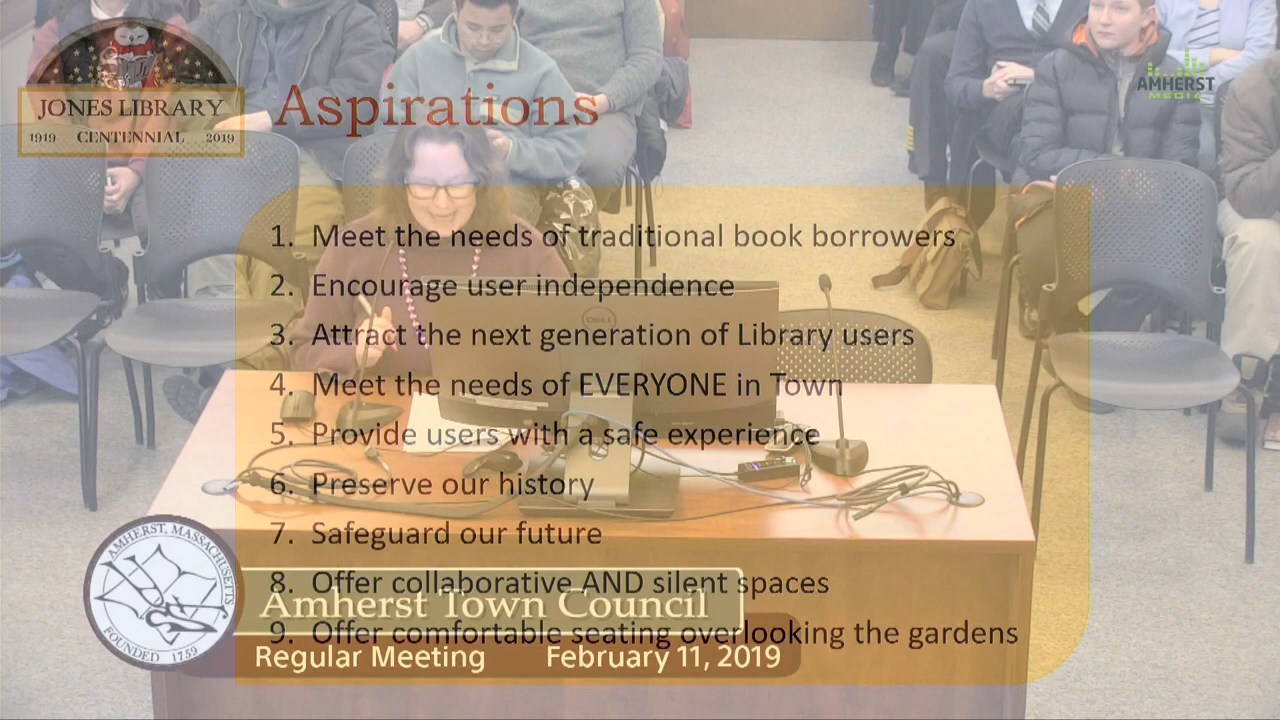 JONES LIBRARY
1919 CENTENNIAL 2019
Aspirations
AMHERST
MEDIA
1. Meet the needs of traditional book borrowers
2. Encourage user independence
DELL
3. Attract the next generation of Library users
4. Meet the needs of EVERYONE in Town
5. Provide users with a safe experience
6. Preserve our history
7. Safeguard our future
8. Offer collaborative AND silent spaces
9. Offer comfortable seating overlooking the gardens
AMHERST, MASSACHUSETTS
FOUNDED 1759
Amherst Town Council
Regular Meeting February 11, 2019